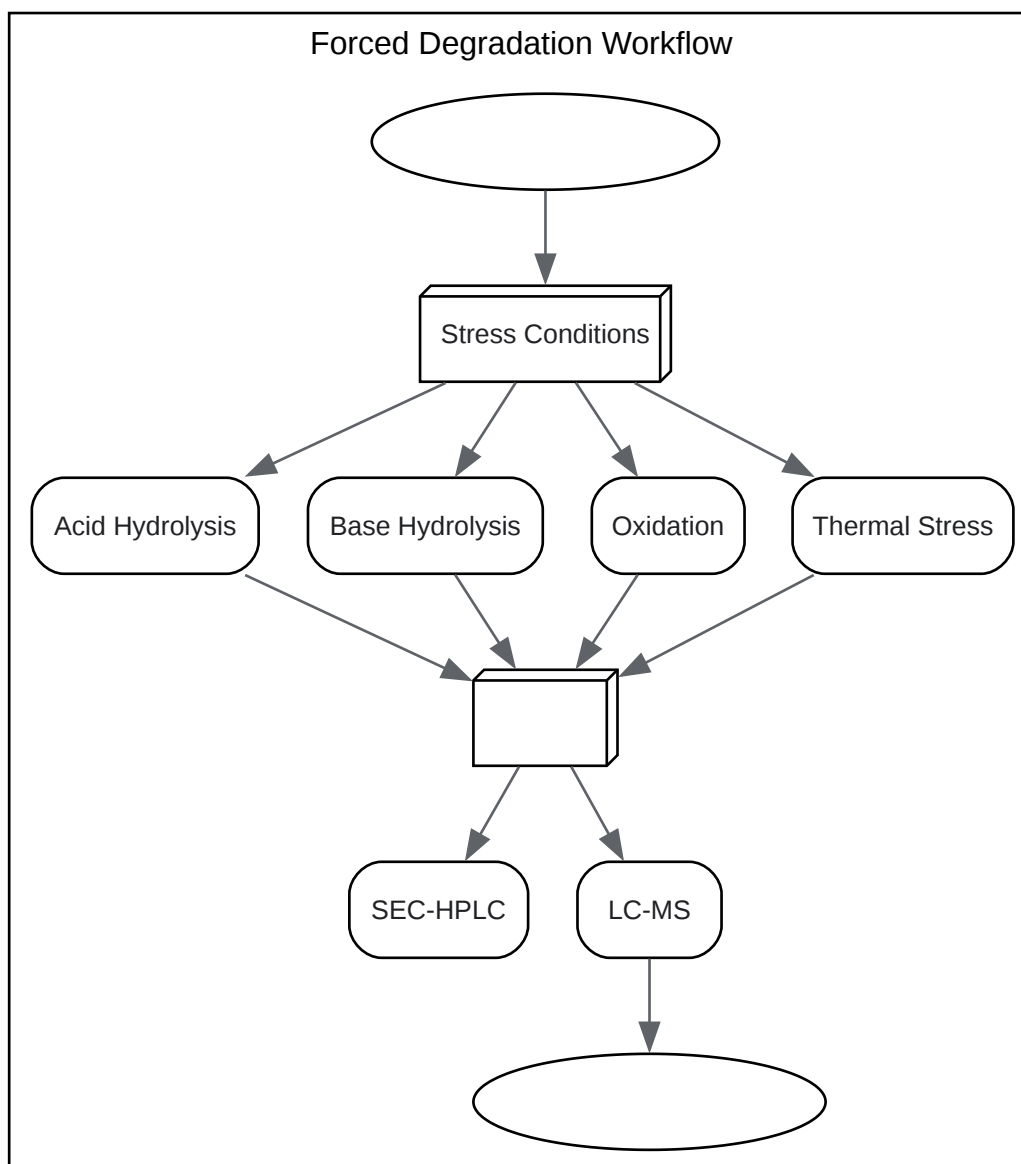 Forced Degradation Workflow
Stress Conditions
Acid Hydrolysis
Base Hydrolysis
Oxidation
Thermal Stress
SEC-HPLC
LC-MS